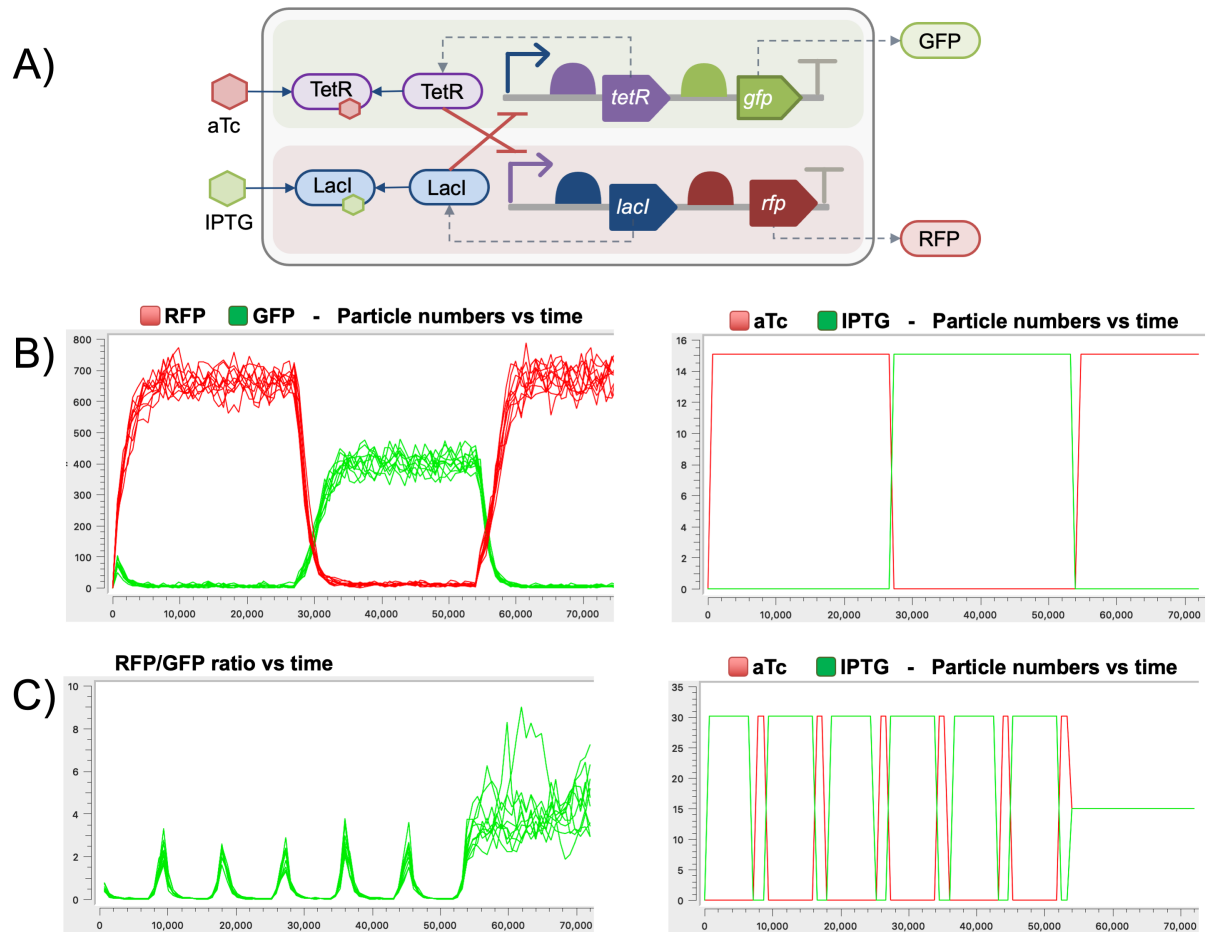 A)
GFP
TetR
TetR
tetR
gfp
aTc
LacI
LacI
lacI
rfp
IPTG
RFP
B)
RFP GFP - Particle numbers vs time
800
700
600
500
400
300
200
100
0
0 10,000 20,000 30,000 40,000 50,000 60,000 70,000
aTc IPTG - Particle numbers vs time
16
14
12
10
8
6
4
2
0
0 10,000 20,000 30,000 40,000 50,000 60,000 70,000
C)
RFP/GFP ratio vs time
10
8
6
4
2
0
0 10,000 20,000 30,000 40,000 50,000 60,000 70,000
aTc IPTG - Particle numbers vs time
35
30
25
20
15
10
5
0
0 10,000 20,000 30,000 40,000 50,000 60,000 70,000